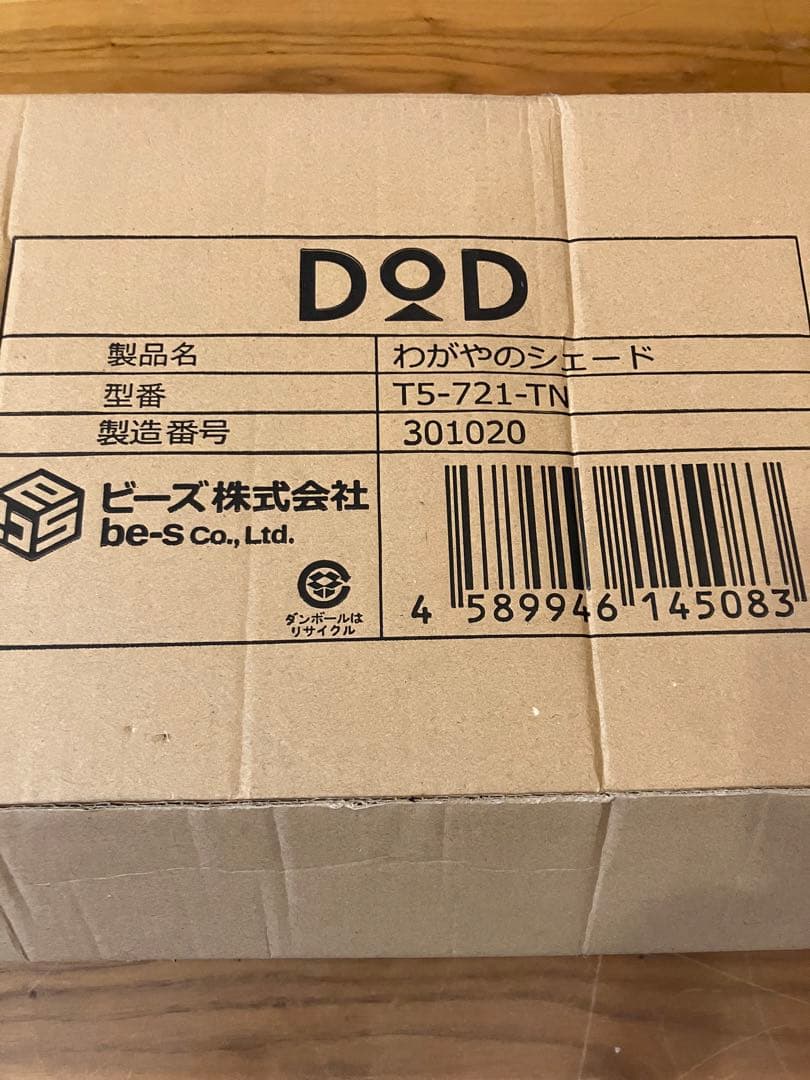 DOD
製品名 わがやのシェード
型番 T5-721-TN
製造番号 301020
ビーズ株式会社
be-s Co., Ltd.
ダンボールは
リサイクル
4 589946 145083